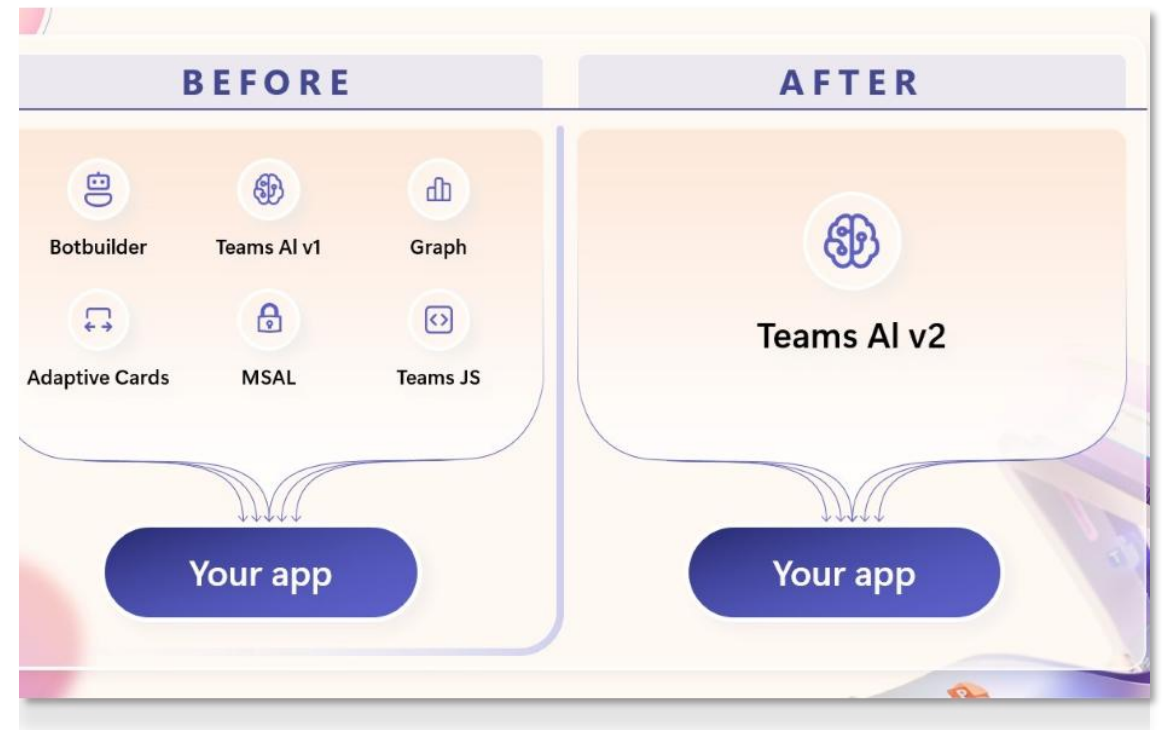 BEFORE
AFTER
Botbuilder
Teams AI v1
Graph
Adaptive Cards
MSAL
Teams JS
Your app
Teams AI v2
Your app